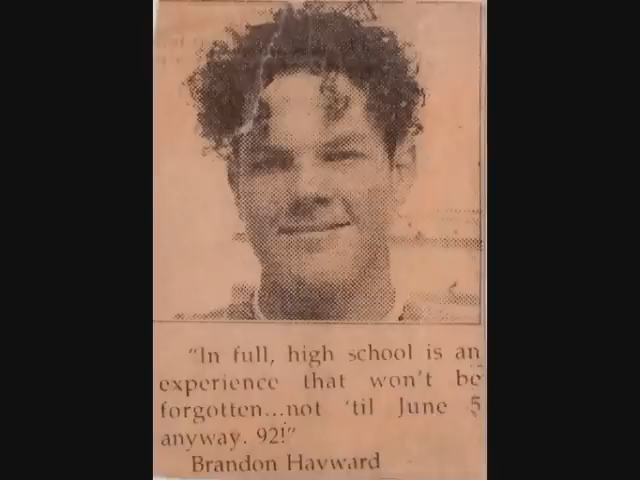 "In full, high school is an
experience that won't be
forgotten...not 'til June 5
anyway. 92!"
Brandon Hayward